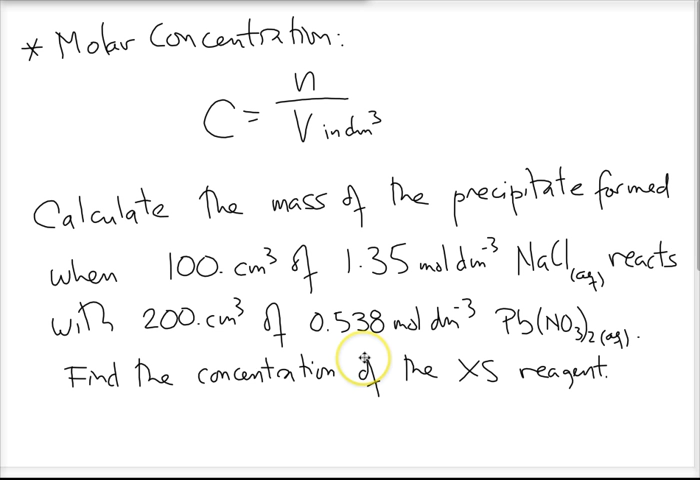 * Molar Concentration:
C = n / V in dm³
Calculate the mass of the precipitate formed
when 100. cm³ of 1.35 mol dm⁻³ NaCl(aq) reacts
with 200. cm³ of 0.538 mol dm⁻³ Pb(NO₃)₂(aq).
Find the concentration of the XS reagent.